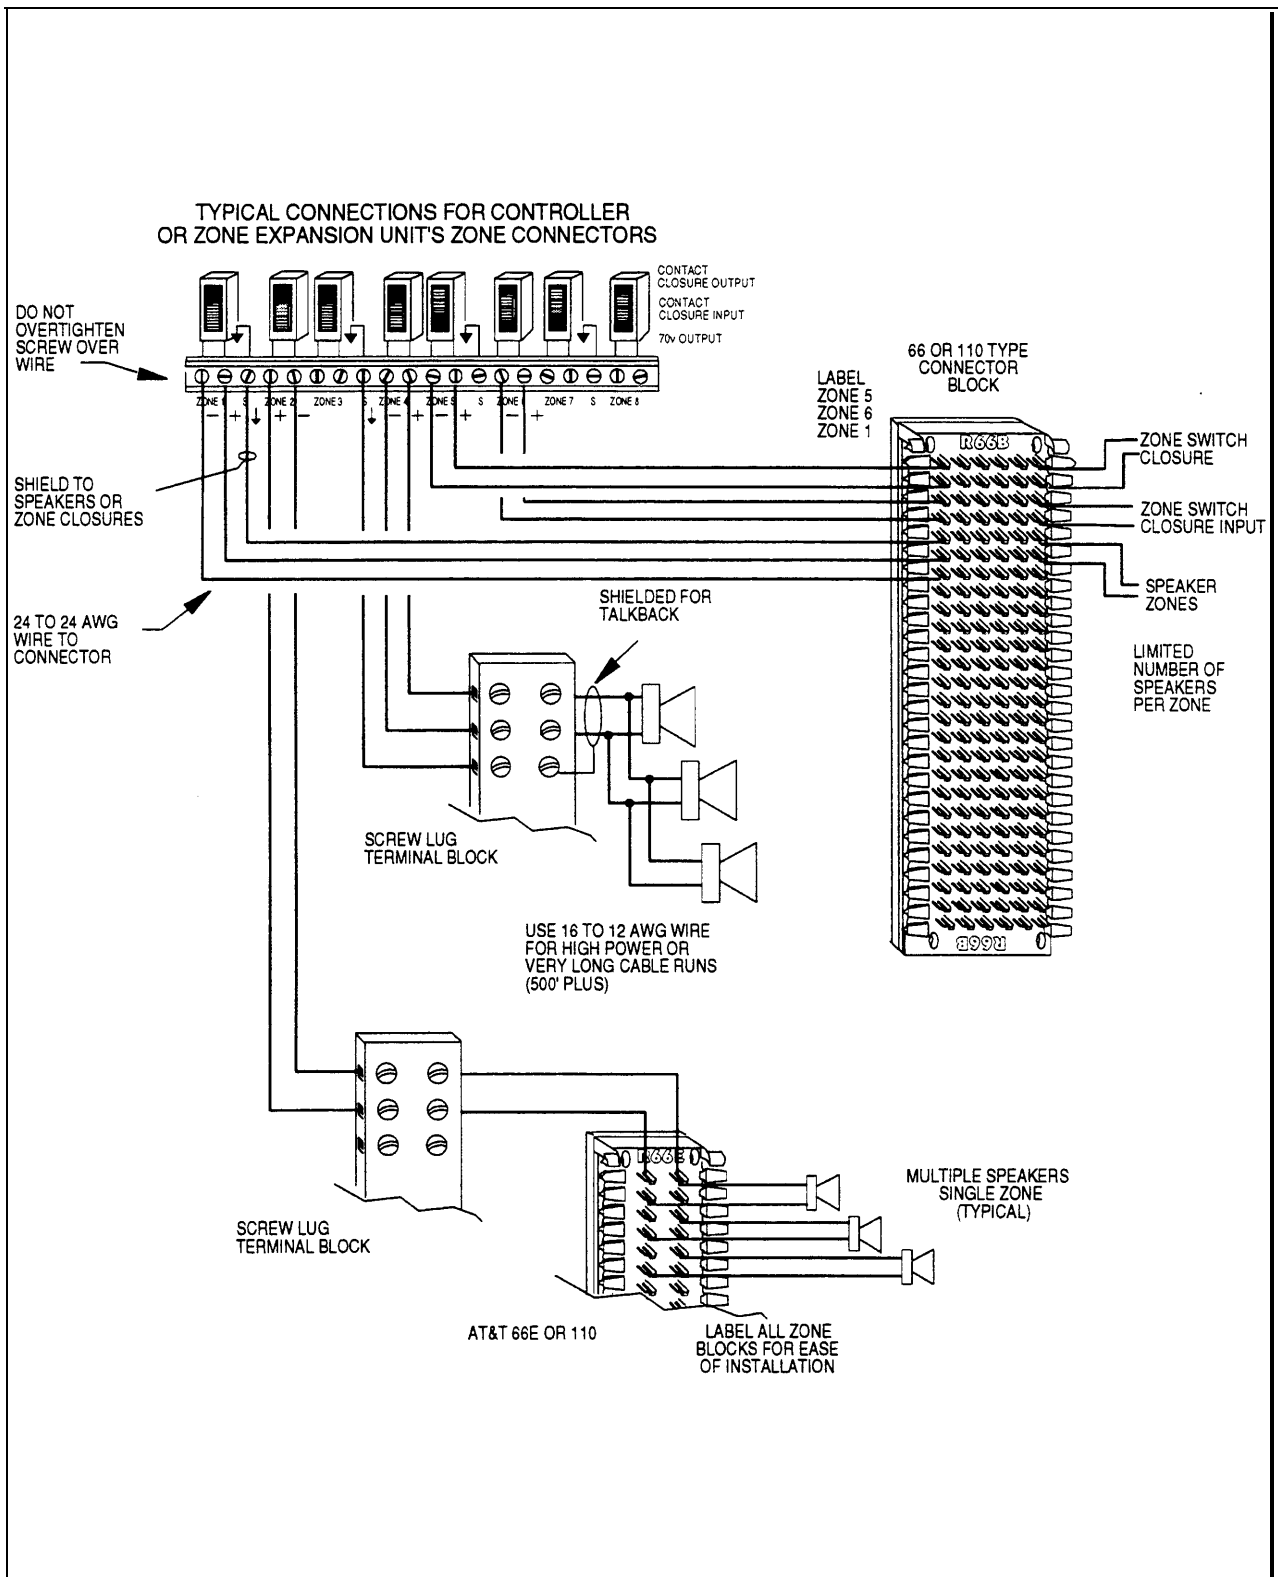 TYPICAL CONNECTIONS FOR CONTROLLER
OR ZONE EXPANSION UNIT'S ZONE CONNECTORS
CONTACT
CLOSURE OUTPUT
CONTACT
CLOSURE INPUT
70v OUTPUT
DO NOT
OVERTIGHTEN
SCREW OVER
WIRE
ZONE 1 S ZONE 2 ZONE 3 S ZONE 4 ZONE 5 S ZONE 6 ZONE 7 S ZONE 8
− + + − − + − + − +
66 OR 110 TYPE
CONNECTOR
BLOCK
LABEL
ZONE 5
ZONE 6
ZONE 1
R66B
ZONE SWITCH
CLOSURE
SHIELD TO
SPEAKERS OR
ZONE CLOSURES
ZONE SWITCH
CLOSURE INPUT
SPEAKER
ZONES
SHIELDED FOR
TALKBACK
24 TO 24 AWG
WIRE TO
CONNECTOR
LIMITED
NUMBER OF
SPEAKERS
PER ZONE
SCREW LUG
TERMINAL BLOCK
USE 16 TO 12 AWG WIRE
FOR HIGH POWER OR
VERY LONG CABLE RUNS
(500' PLUS)
R66B
R66E
MULTIPLE SPEAKERS
SINGLE ZONE
(TYPICAL)
SCREW LUG
TERMINAL BLOCK
AT&T 66E OR 110
LABEL ALL ZONE
BLOCKS FOR EASE
OF INSTALLATION